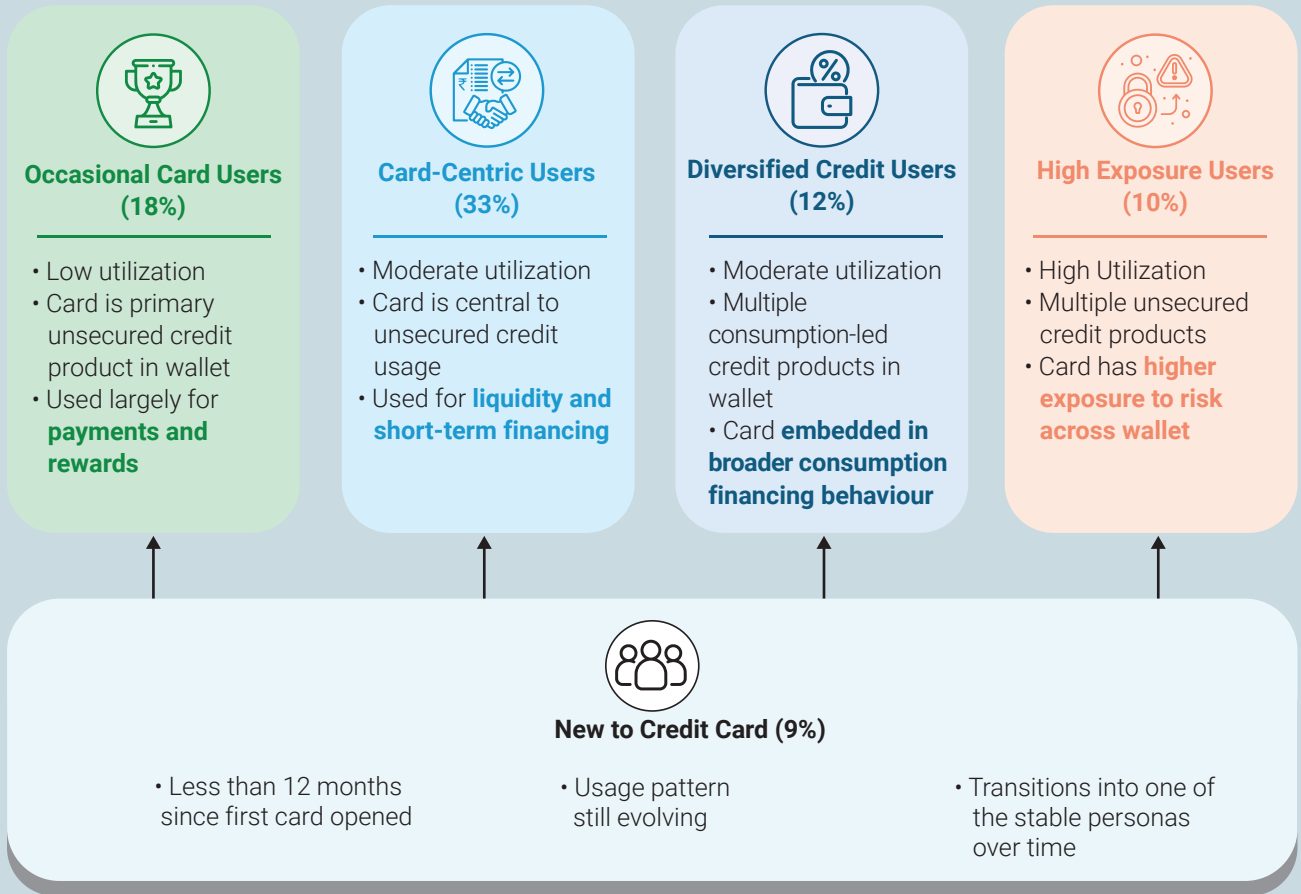 Occasional Card Users
(18%)
• Low utilization
• Card is primary
unsecured credit
product in wallet
• Used largely for
payments and
rewards
₹
Card-Centric Users
(33%)
• Moderate utilization
• Card is central to
unsecured credit
usage
• Used for liquidity and
short-term financing
%
Diversified Credit Users
(12%)
• Moderate utilization
• Multiple
consumption-led
credit products in
wallet
• Card embedded in
broader consumption
financing behaviour
High Exposure Users
(10%)
• High Utilization
• Multiple unsecured
credit products
• Card has higher
exposure to risk
across wallet
New to Credit Card (9%)
• Less than 12 months
since first card opened
• Usage pattern
still evolving
• Transitions into one of
the stable personas
over time